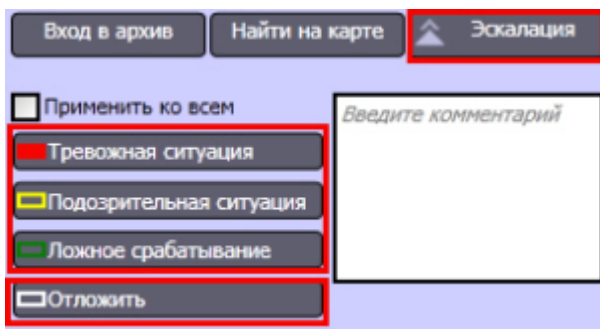 Вход в архив
Найти на карте
Эскалация
Применить ко всем
Введите комментарий
Тревожная ситуация
Подозрительная ситуация
Ложное срабатывание
Отложить